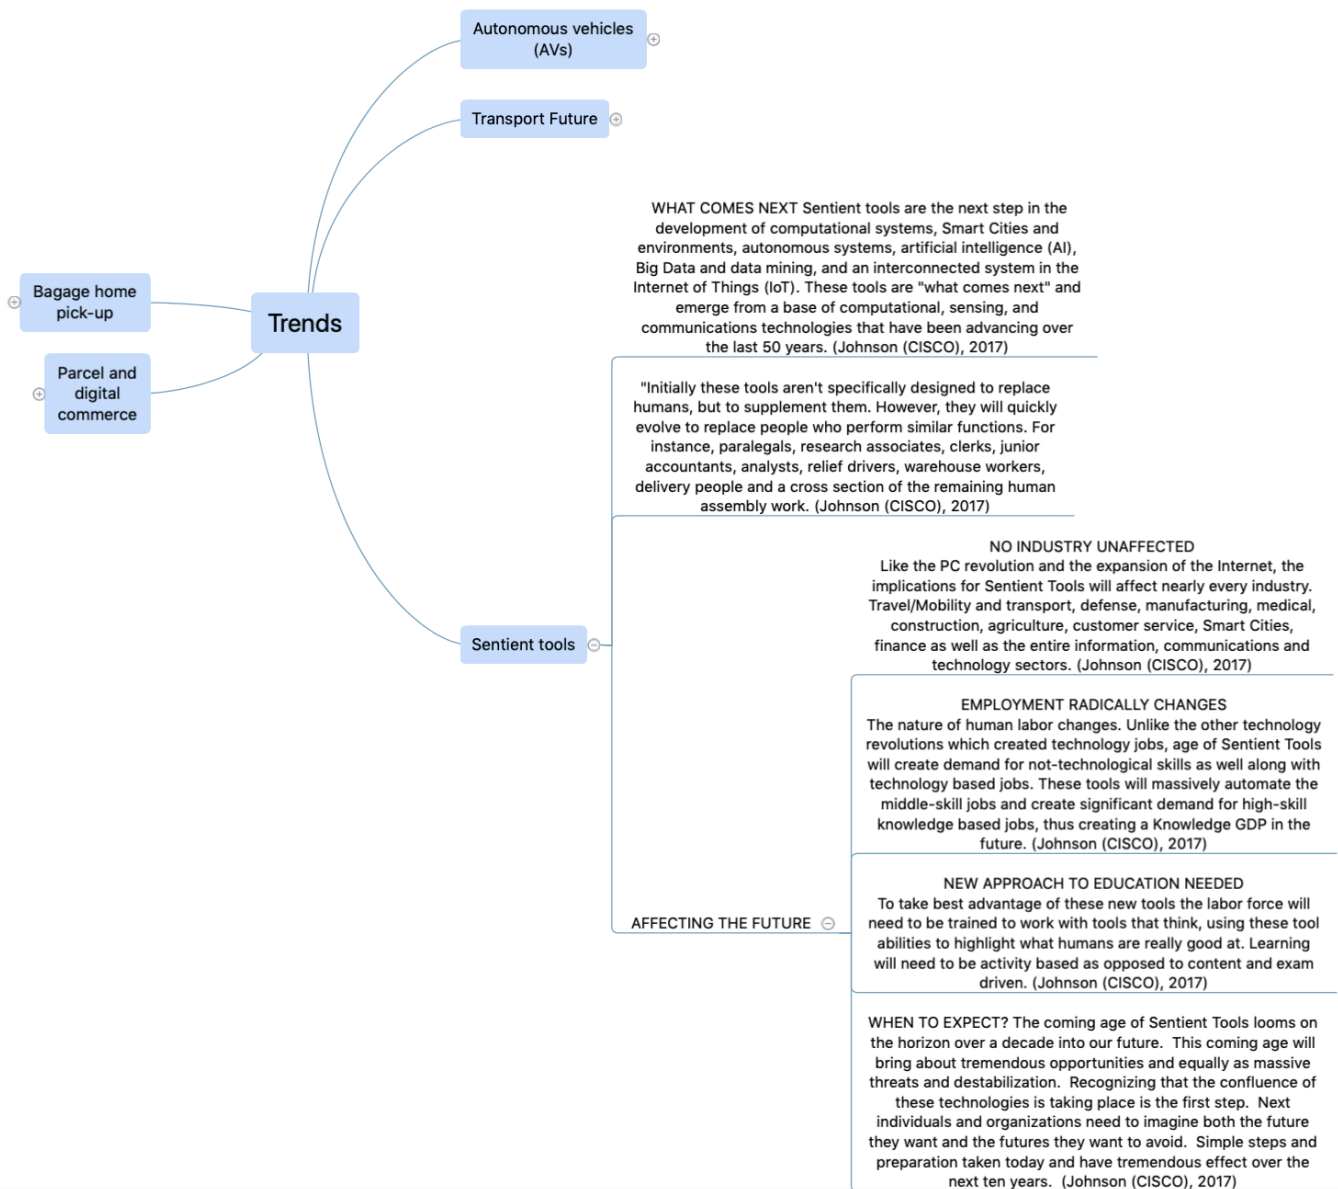 Autonomous vehicles
(AVs)
Transport Future
WHAT COMES NEXT Sentient tools are the next step in the
development of computational systems, Smart Cities and
environments, autonomous systems, artificial intelligence (AI),
Big Data and data mining, and an interconnected system in the
Internet of Things (IoT). These tools are "what comes next" and
emerge from a base of computational, sensing, and
communications technologies that have been advancing over
the last 50 years. (Johnson (CISCO), 2017)
Bagage home
pick-up
Trends
Parcel and
digital
commerce
"Initially these tools aren't specifically designed to replace
humans, but to supplement them. However, they will quickly
evolve to replace people who perform similar functions. For
instance, paralegals, research associates, clerks, junior
accountants, analysts, relief drivers, warehouse workers,
delivery people and a cross section of the remaining human
assembly work. (Johnson (CISCO), 2017)
Sentient tools
NO INDUSTRY UNAFFECTED
Like the PC revolution and the expansion of the Internet, the
implications for Sentient Tools will affect nearly every industry.
Travel/Mobility and transport, defense, manufacturing, medical,
construction, agriculture, customer service, Smart Cities,
finance as well as the entire information, communications and
technology sectors. (Johnson (CISCO), 2017)
EMPLOYMENT RADICALLY CHANGES
The nature of human labor changes. Unlike the other technology
revolutions which created technology jobs, age of Sentient Tools
will create demand for not-technological skills as well along with
technology based jobs. These tools will massively automate the
middle-skill jobs and create significant demand for high-skill
knowledge based jobs, thus creating a Knowledge GDP in the
future. (Johnson (CISCO), 2017)
AFFECTING THE FUTURE
NEW APPROACH TO EDUCATION NEEDED
To take best advantage of these new tools the labor force will
need to be trained to work with tools that think, using these tool
abilities to highlight what humans are really good at. Learning
will need to be activity based as opposed to content and exam
driven. (Johnson (CISCO), 2017)
WHEN TO EXPECT? The coming age of Sentient Tools looms on
the horizon over a decade into our future.  This coming age will
bring about tremendous opportunities and equally as massive
threats and destabilization.  Recognizing that the confluence of
these technologies is taking place is the first step.  Next
individuals and organizations need to imagine both the future
they want and the futures they want to avoid.  Simple steps and
preparation taken today and have tremendous effect over the
next ten years.  (Johnson (CISCO), 2017)